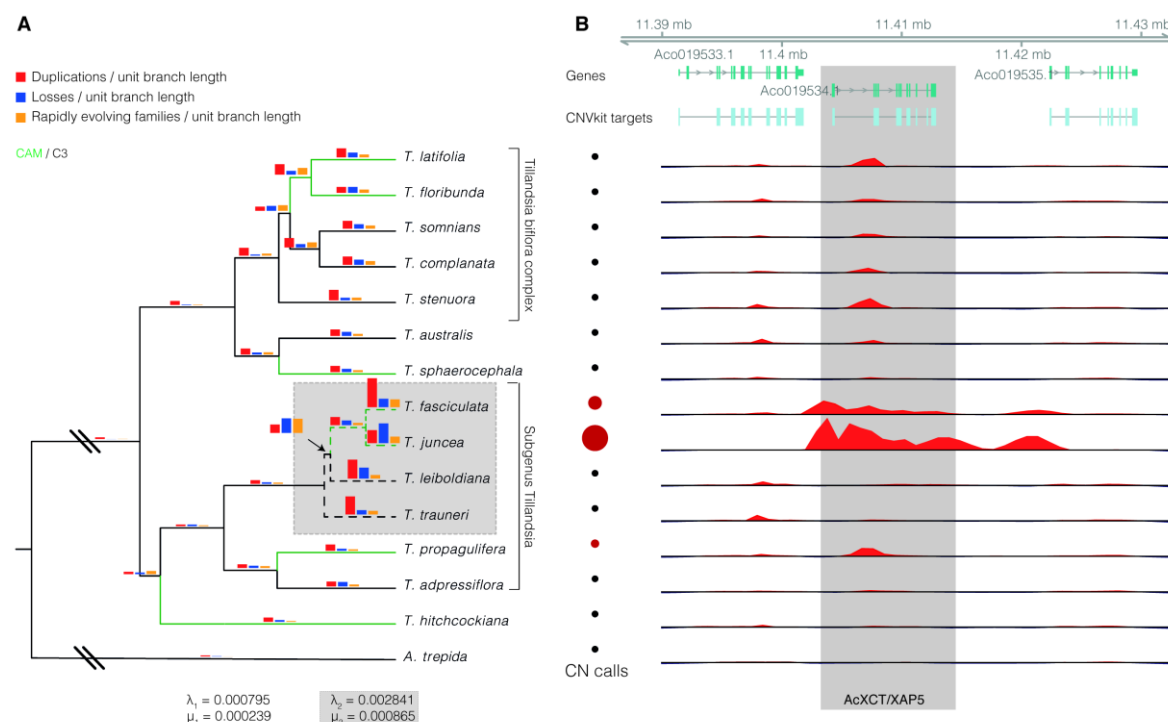 A
Duplications / unit branch length
Losses / unit branch length
Rapidly evolving families / unit branch length
CAM / C3
T. latifolia
T. floribunda
T. somnians
T. complanata
T. stenuora
T. australis
T. sphaerocephala
T. fasciculata
T. juncea
T. leiboldiana
T. trauneri
T. propagulifera
T. adpressiflora
T. hitchcockiana
A. trepida
Tillandsia biflora complex
Subgenus Tillandsia
λ₁ = 0.000795
μ₁ = 0.000239
λ₂ = 0.002841
μ₂ = 0.000865
B
11.39 mb
11.41 mb
11.43 mb
11.4 mb
11.42 mb
Genes
Aco019533.1
Aco019534.1
Aco019535.1
CNVkit targets
CN calls
AcXCT/XAP5